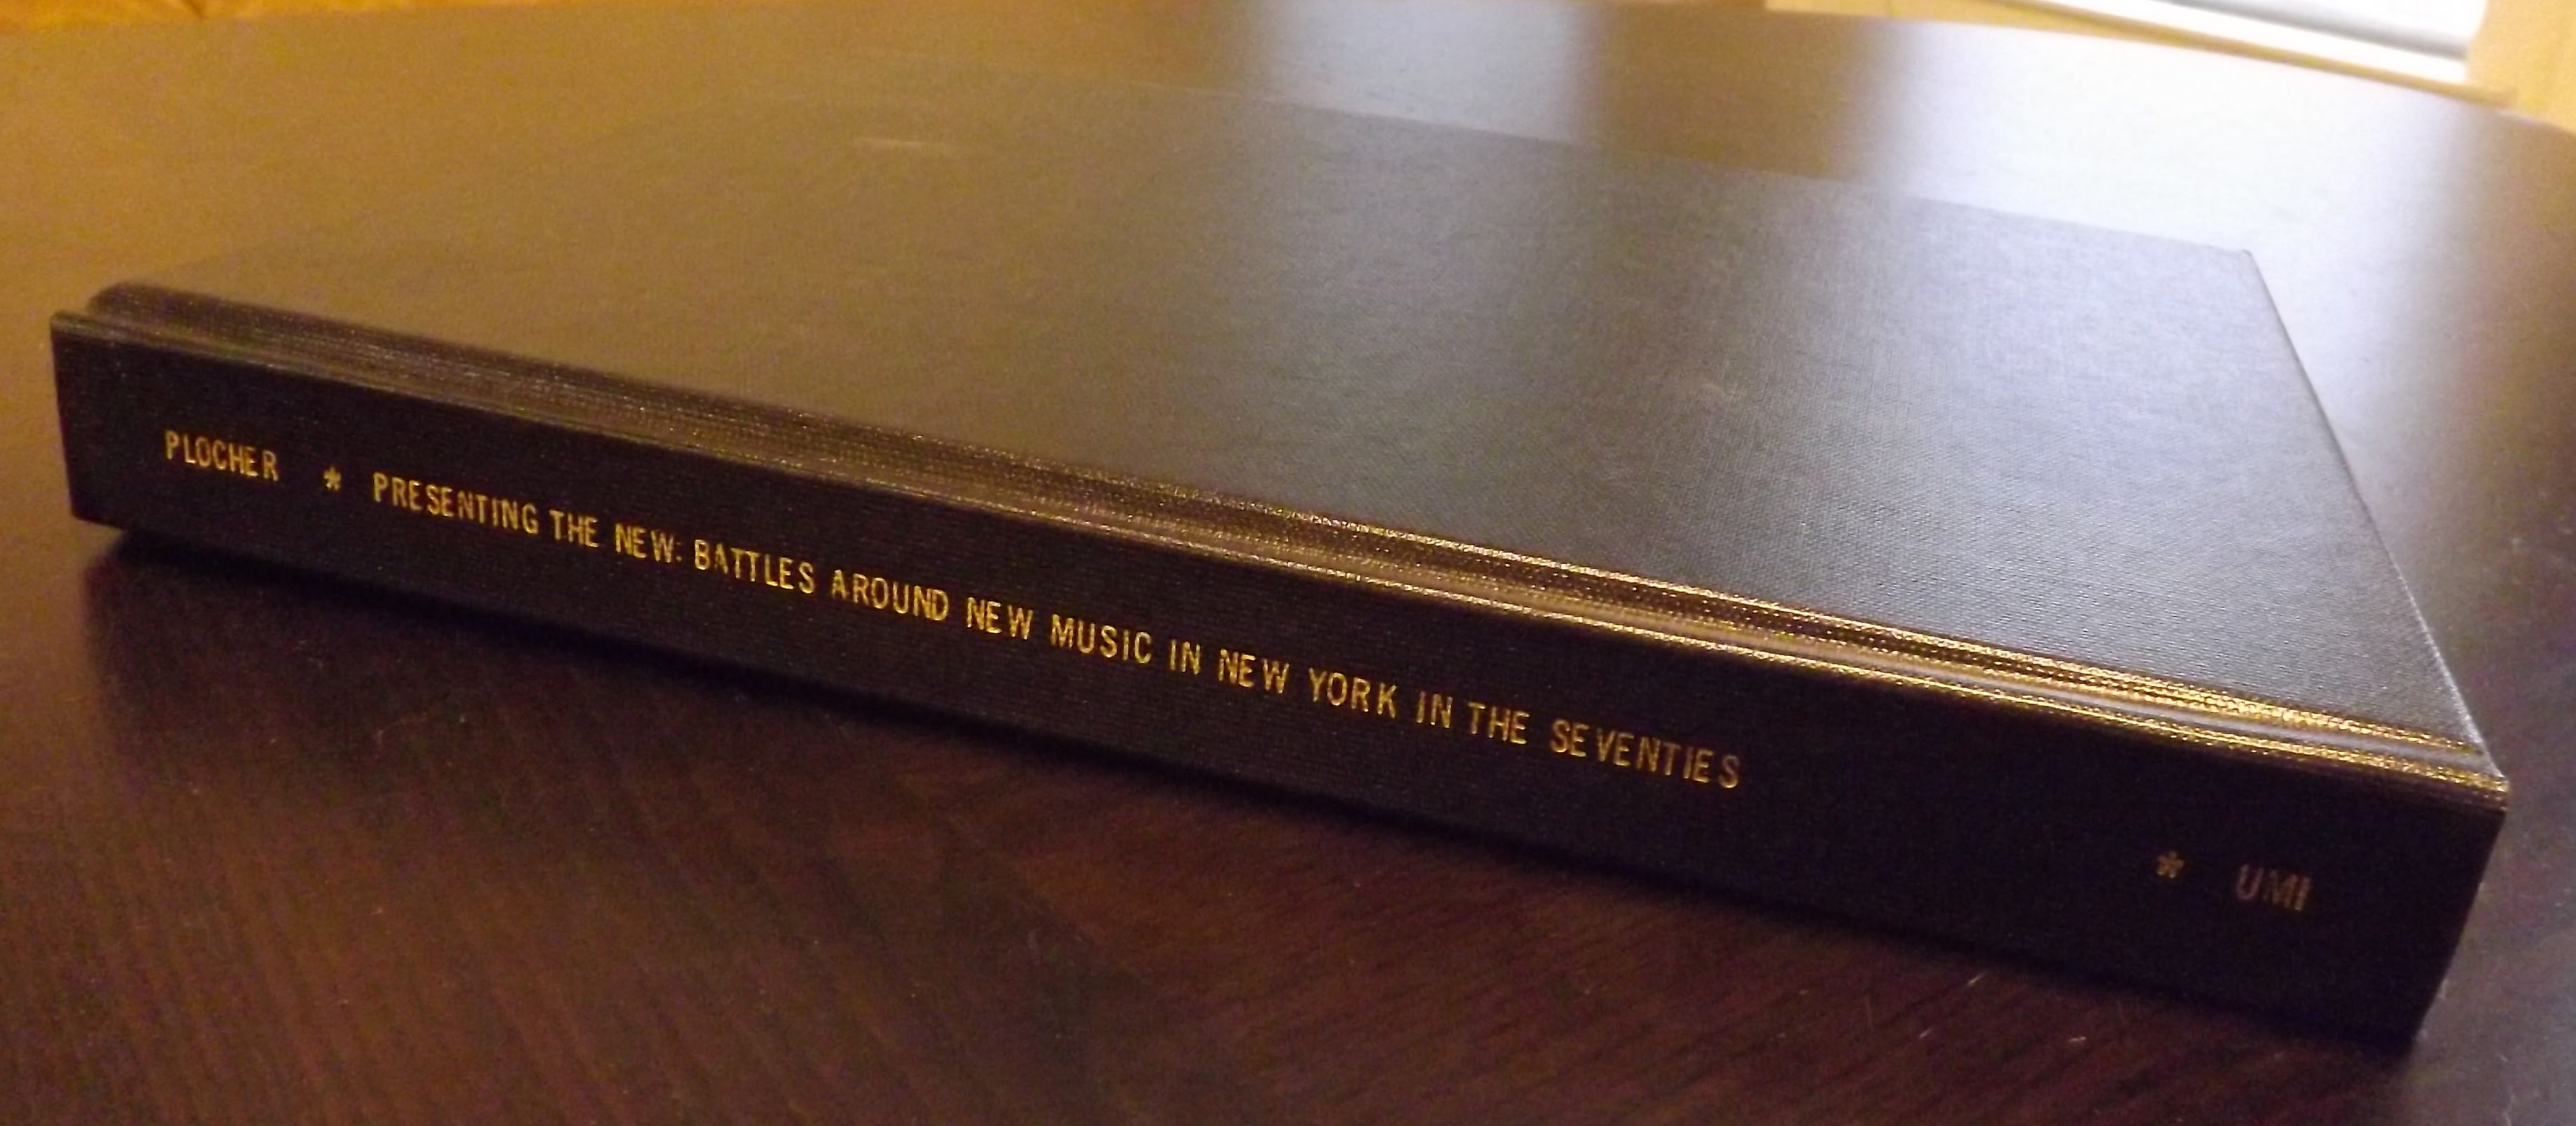 PLOCHER * PRESENTING THE NEW: BATTLES AROUND NEW MUSIC IN NEW YORK IN THE SEVENTIES * UMI